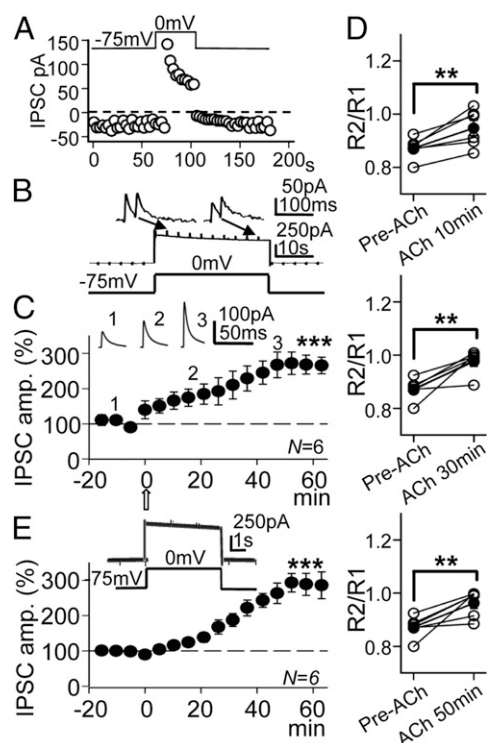 A
0mV
-75mV
IPSC pA
150
100
50
0
-50
0 50 100 150 200s
B
50pA
100ms
250pA
10s
0mV
-75mV
C
1 2 3
100pA
50ms
IPSC amp. (%)
300
200
100
0
1 2 3 ***
N=6
-20 0 20 40 60
min
E
250pA
1s
0mV
75mV
IPSC amp. (%)
300
200
100
0
***
N=6
-20 0 20 40 60
min
D
R2/R1
1.2
1.0
0.8
**
Pre-ACh
ACh 10min
R2/R1
1.2
1.0
0.8
**
Pre-ACh
ACh 30min
R2/R1
1.2
1.0
0.8
**
Pre-ACh
ACh 50min